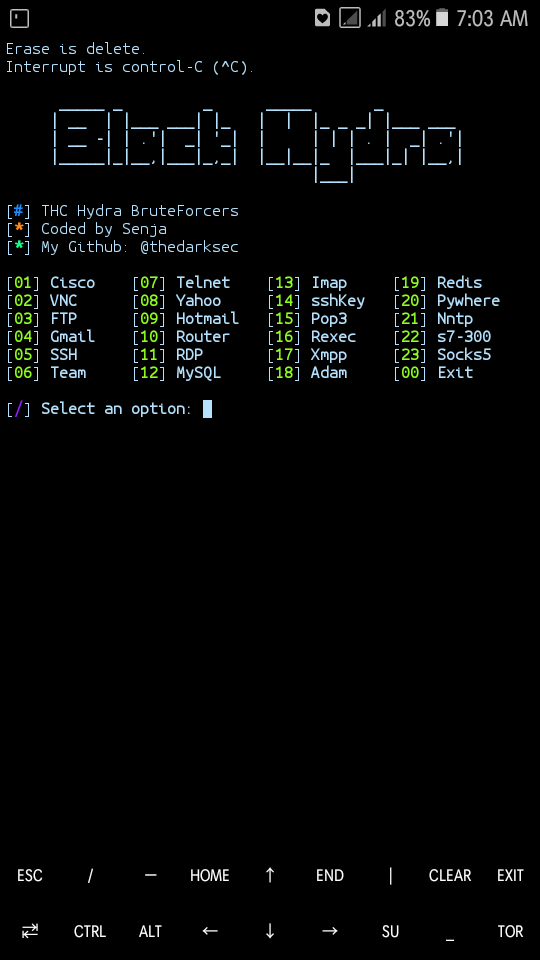 83% 7:03 AM
Erase is delete.
Interrupt is control-C (^C).
Black Hydra
[#] THC Hydra BruteForcers
[*] Coded by Senja
[*] My Github: @thedarksec
[01] Cisco [07] Telnet [13] Imap [19] Redis
[02] VNC [08] Yahoo [14] sshKey [20] Pywhere
[03] FTP [09] Hotmail [15] Pop3 [21] Nntp
[04] Gmail [10] Router [16] Rexec [22] s7-300
[05] SSH [11] RDP [17] Xmpp [23] Socks5
[06] Team [12] MySQL [18] Adam [00] Exit
[/] Select an option:
ESC / — HOME ↑ END | CLEAR EXIT
⇄ CTRL ALT ← ↓ → SU _ TOR